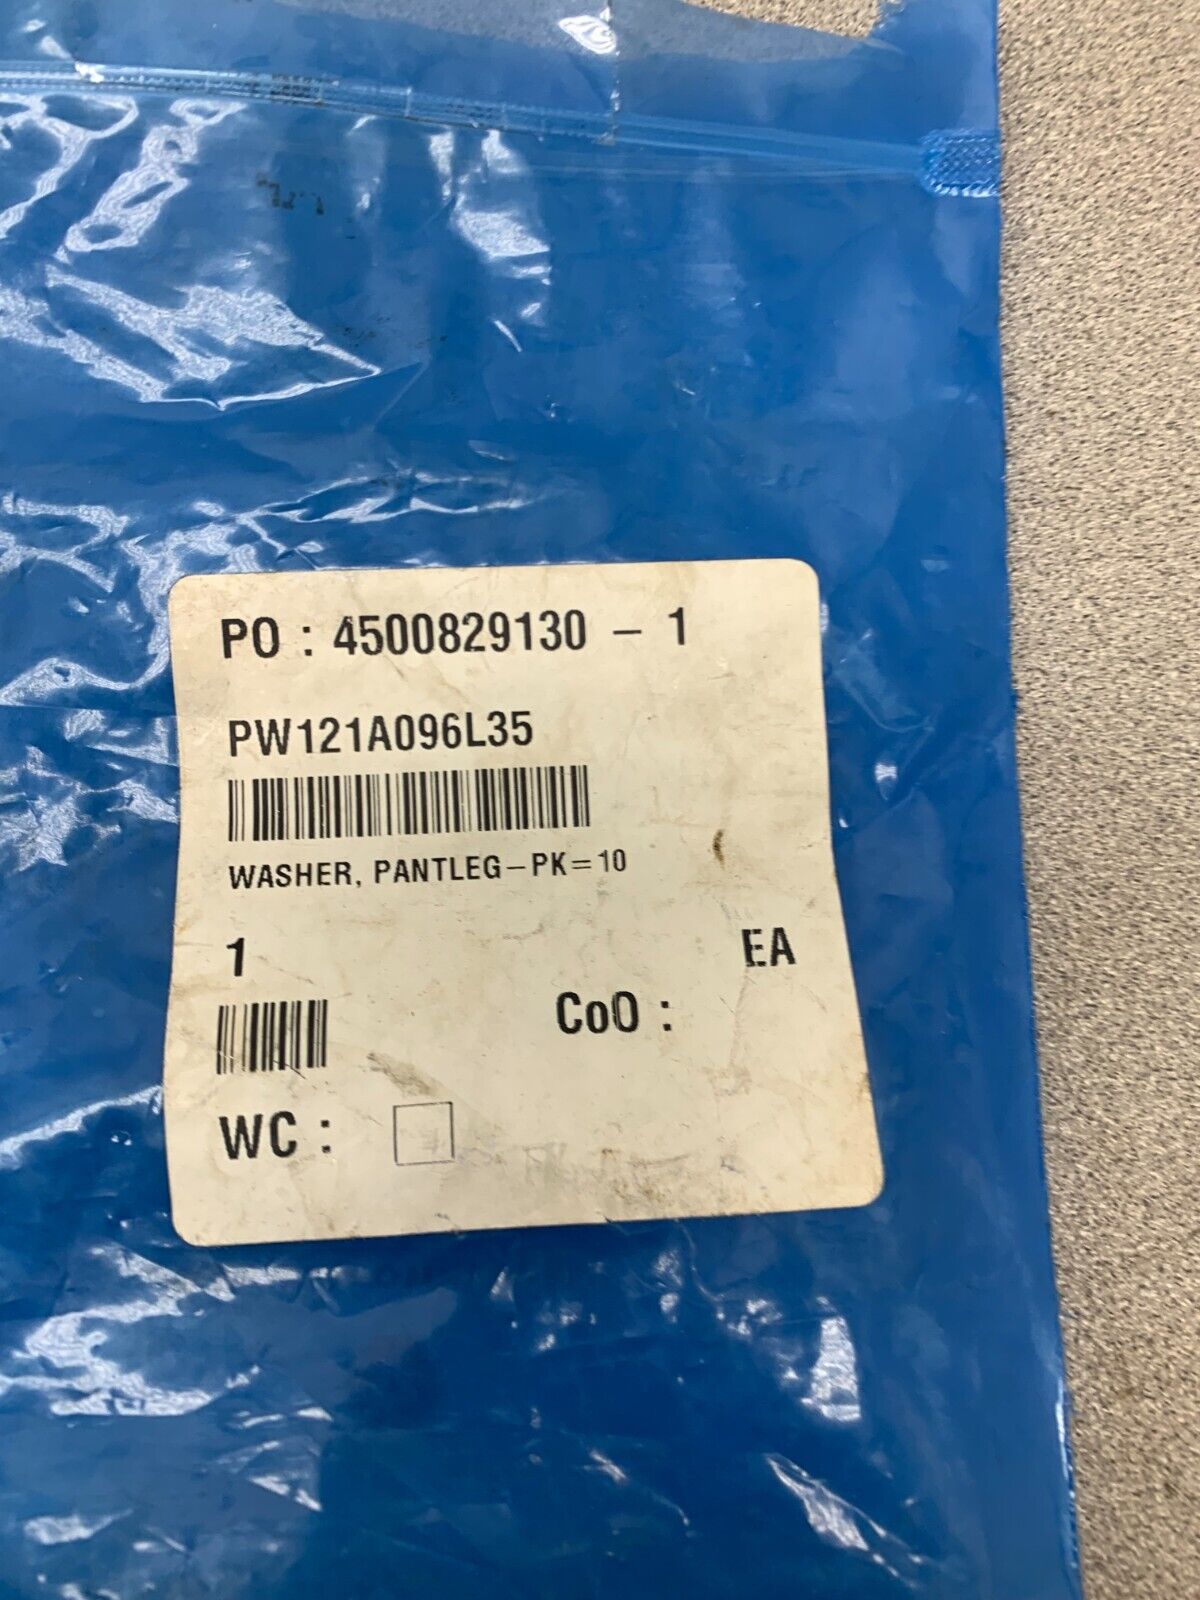 PO : 4500829130 - 1
PW121A096L35
WASHER, PANTLEG-PK=10
1 EA
CoO :
WC :